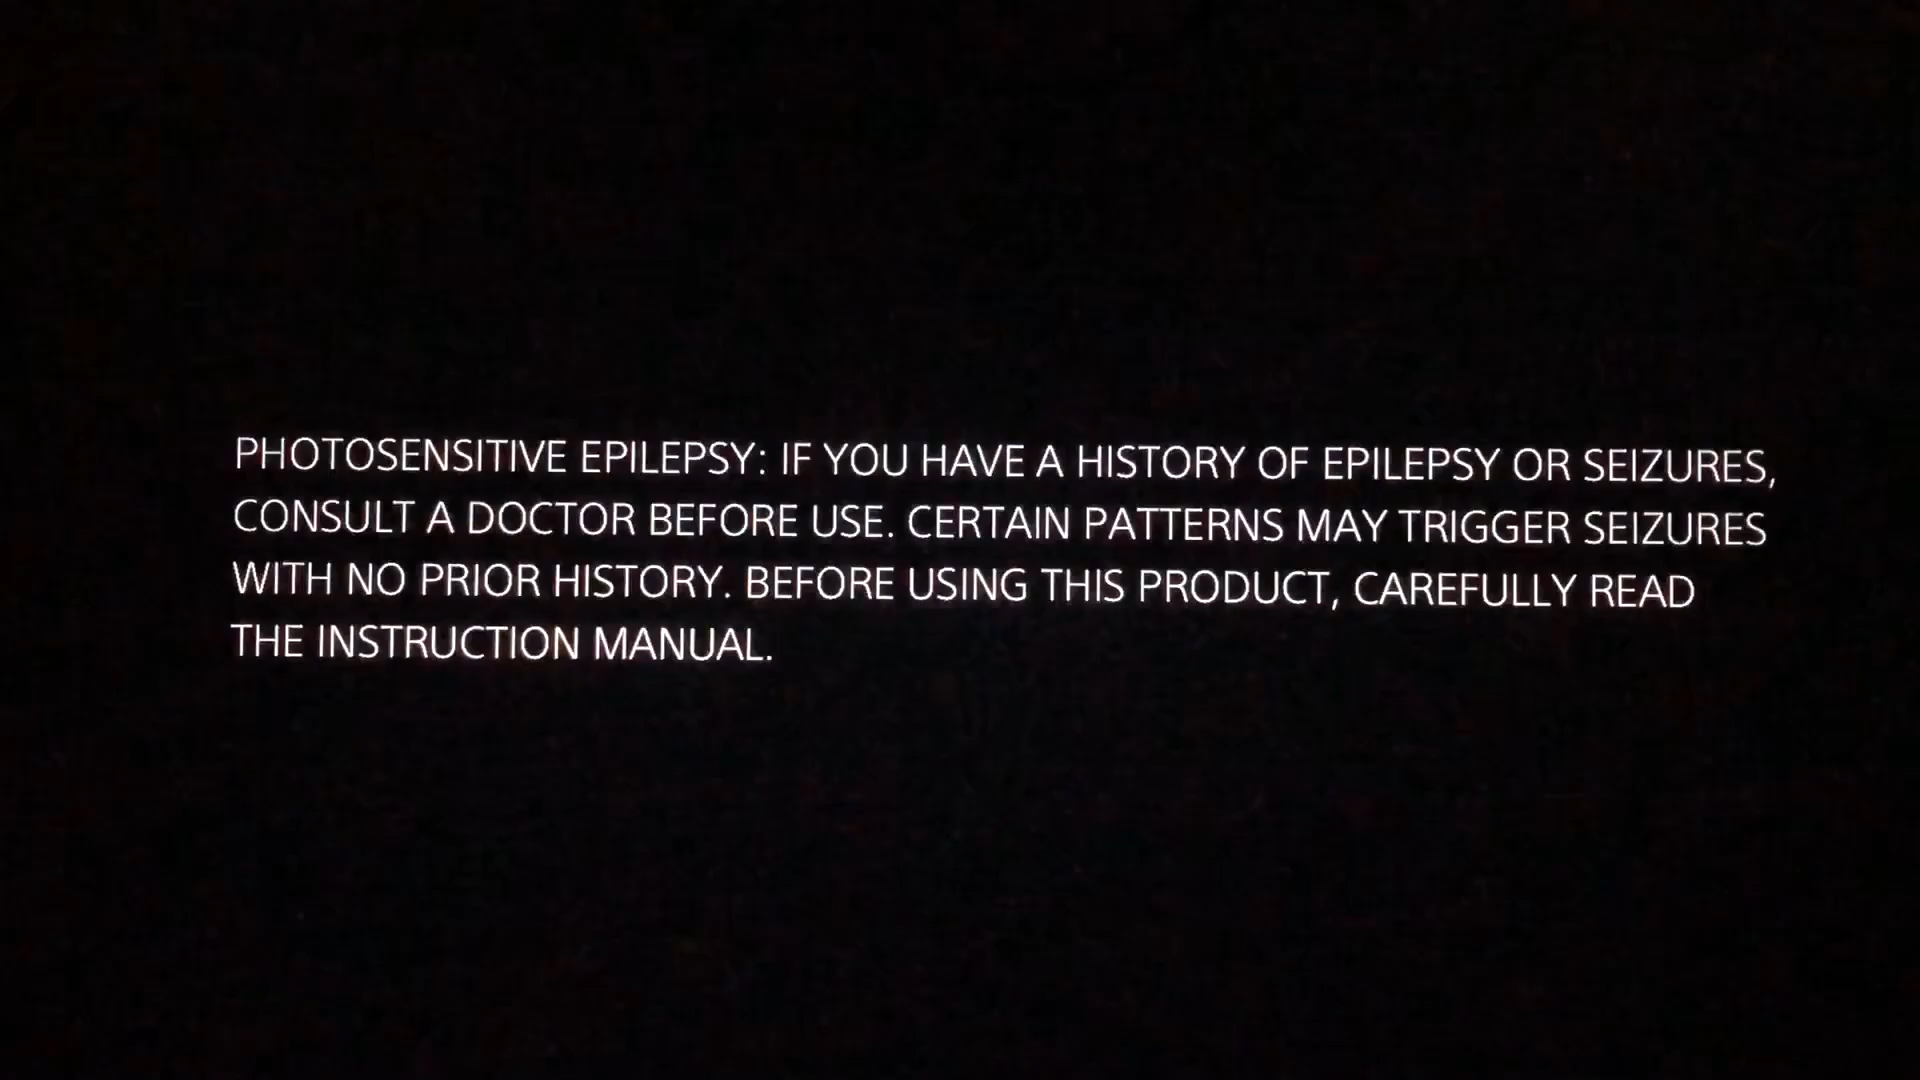 PHOTOSENSITIVE EPILEPSY: IF YOU HAVE A HISTORY OF EPILEPSY OR SEIZURES,
CONSULT A DOCTOR BEFORE USE. CERTAIN PATTERNS MAY TRIGGER SEIZURES
WITH NO PRIOR HISTORY. BEFORE USING THIS PRODUCT, CAREFULLY READ
THE INSTRUCTION MANUAL.